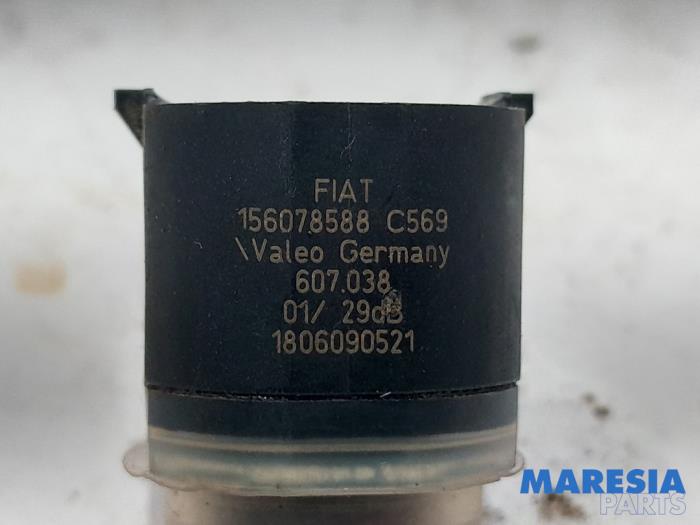 FIAT
156078588 C569
\Valeo Germany
607.038
01/ 29dB
1806090521
MARESIA
PARTS